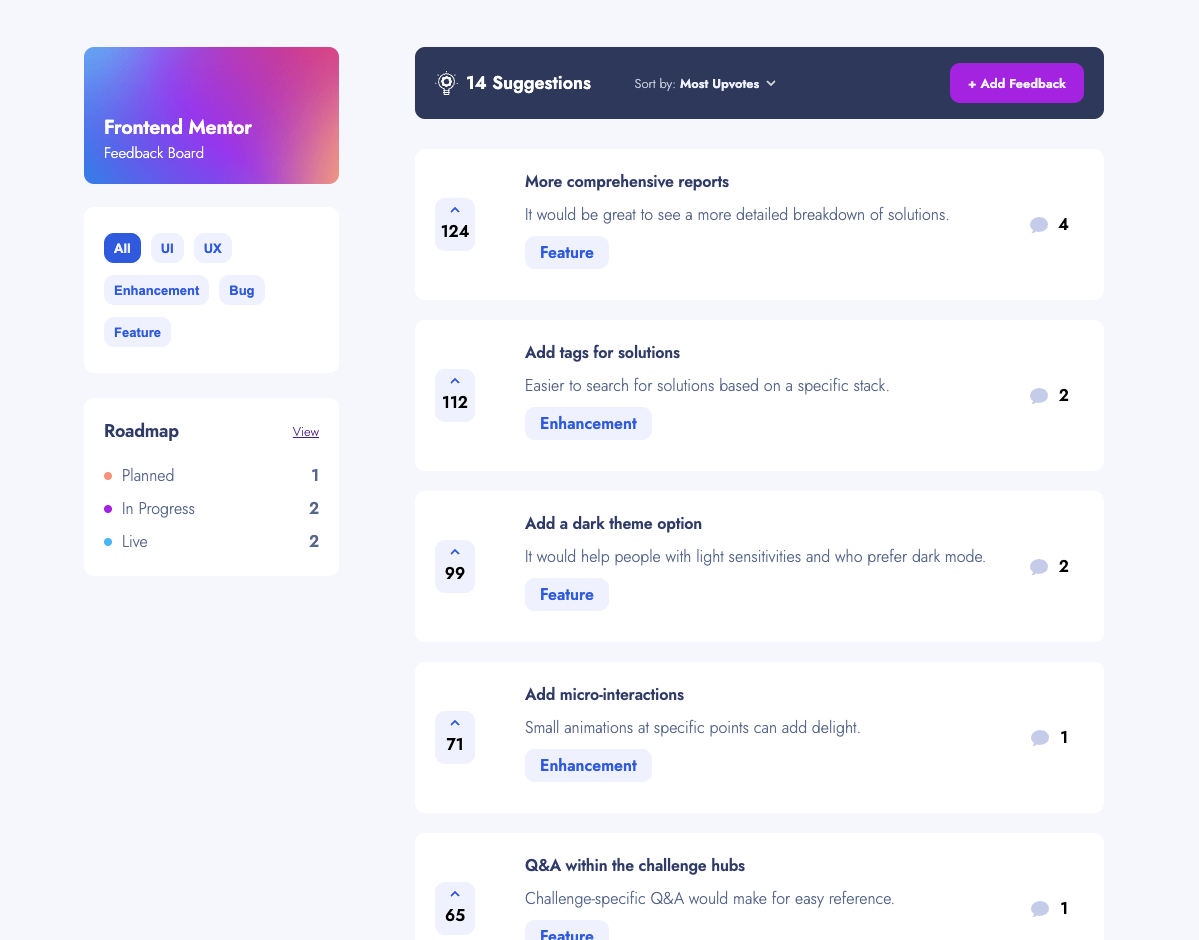 Frontend Mentor
Feedback Board
All UI UX
Enhancement Bug
Feature
Roadmap View
Planned 1
In Progress 2
Live 2
14 Suggestions Sort by: Most Upvotes + Add Feedback
More comprehensive reports
It would be great to see a more detailed breakdown of solutions.
Feature
124
4
Add tags for solutions
Easier to search for solutions based on a specific stack.
Enhancement
112
2
Add a dark theme option
It would help people with light sensitivities and who prefer dark mode.
Feature
99
2
Add micro-interactions
Small animations at specific points can add delight.
Enhancement
71
1
Q&A within the challenge hubs
Challenge-specific Q&A would make for easy reference.
Feature
65
1